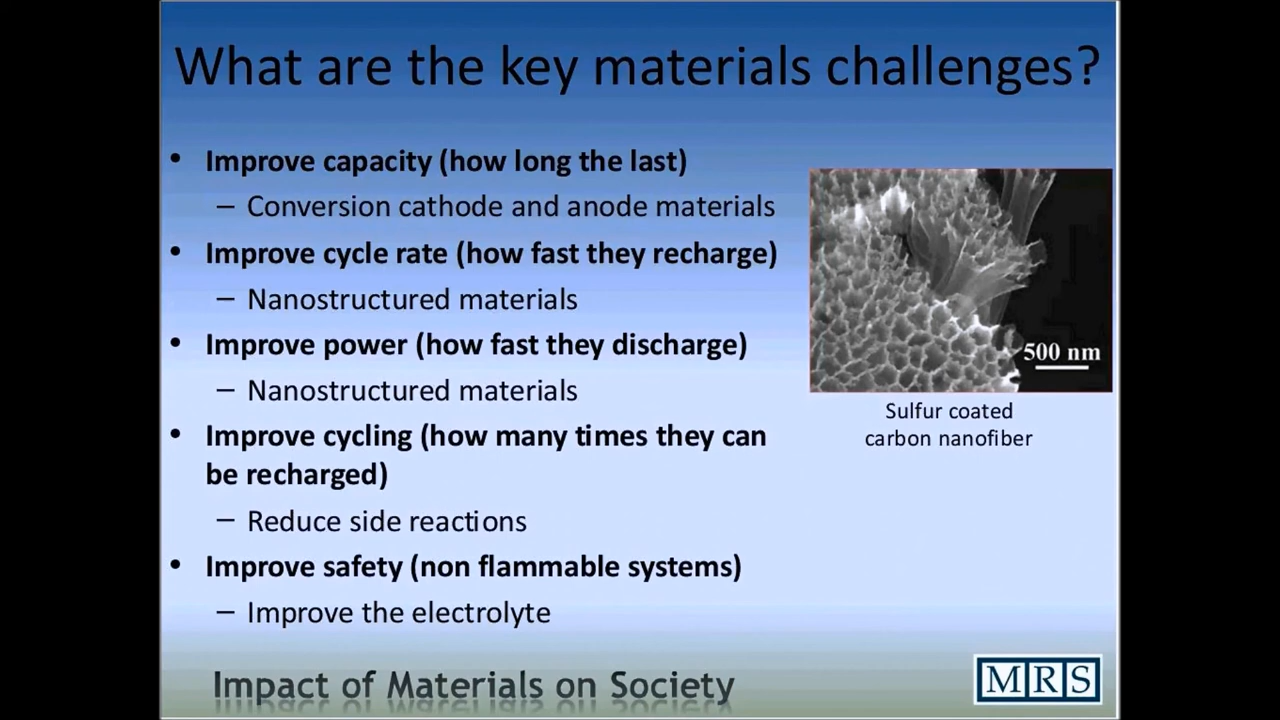 What are the key materials challenges?
• Improve capacity (how long the last)
– Conversion cathode and anode materials
• Improve cycle rate (how fast they recharge)
– Nanostructured materials
• Improve power (how fast they discharge)
– Nanostructured materials
• Improve cycling (how many times they can
be recharged)
– Reduce side reactions
• Improve safety (non flammable systems)
– Improve the electrolyte
500 nm
Sulfur coated
carbon nanofiber
Impact of Materials on Society
MRS